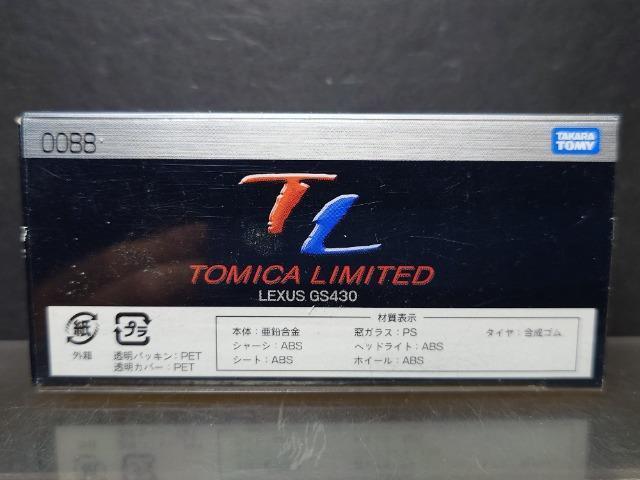 0088
TAKARA
TOMY
TL
TOMICA LIMITED
LEXUS GS430
紙
外箱
プラ
透明パッキン:PET
透明カバー:PET
材質表示
本体:亜鉛合金
シャーシ:ABS
シート:ABS
窓ガラス:PS
ヘッドライト:ABS
ホイール:ABS
タイヤ:合成ゴム